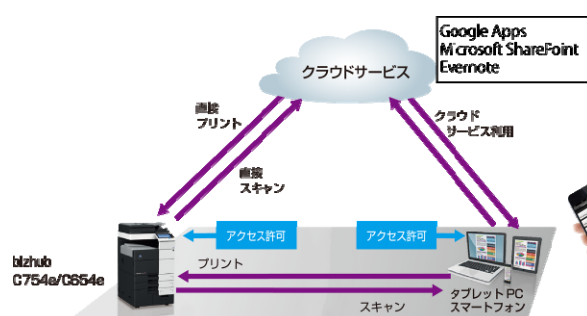 Google Apps
Microsoft SharePoint
Evernote
クラウドサービス
直接
プリント
クラウド
サービス利用
直接
スキャン
アクセス許可
アクセス許可
bizhub
C754e/C654e
プリント
スキャン
タブレットPC
スマートフォン